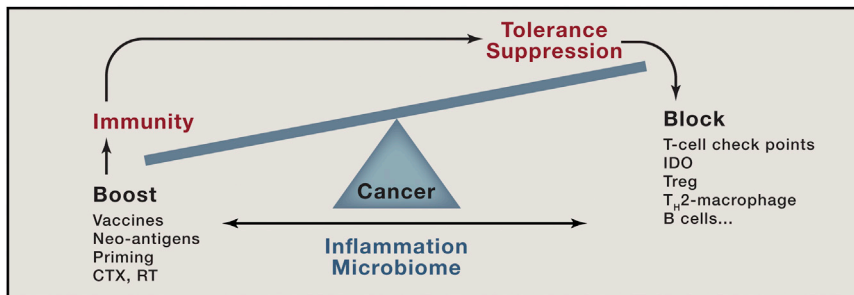 Tolerance
Suppression
Immunity
Boost
Vaccines
Neo-antigens
Priming
CTX, RT
Cancer
Inflammation
Microbiome
Block
T-cell check points
IDO
Treg
T_H2-macrophage
B cells...